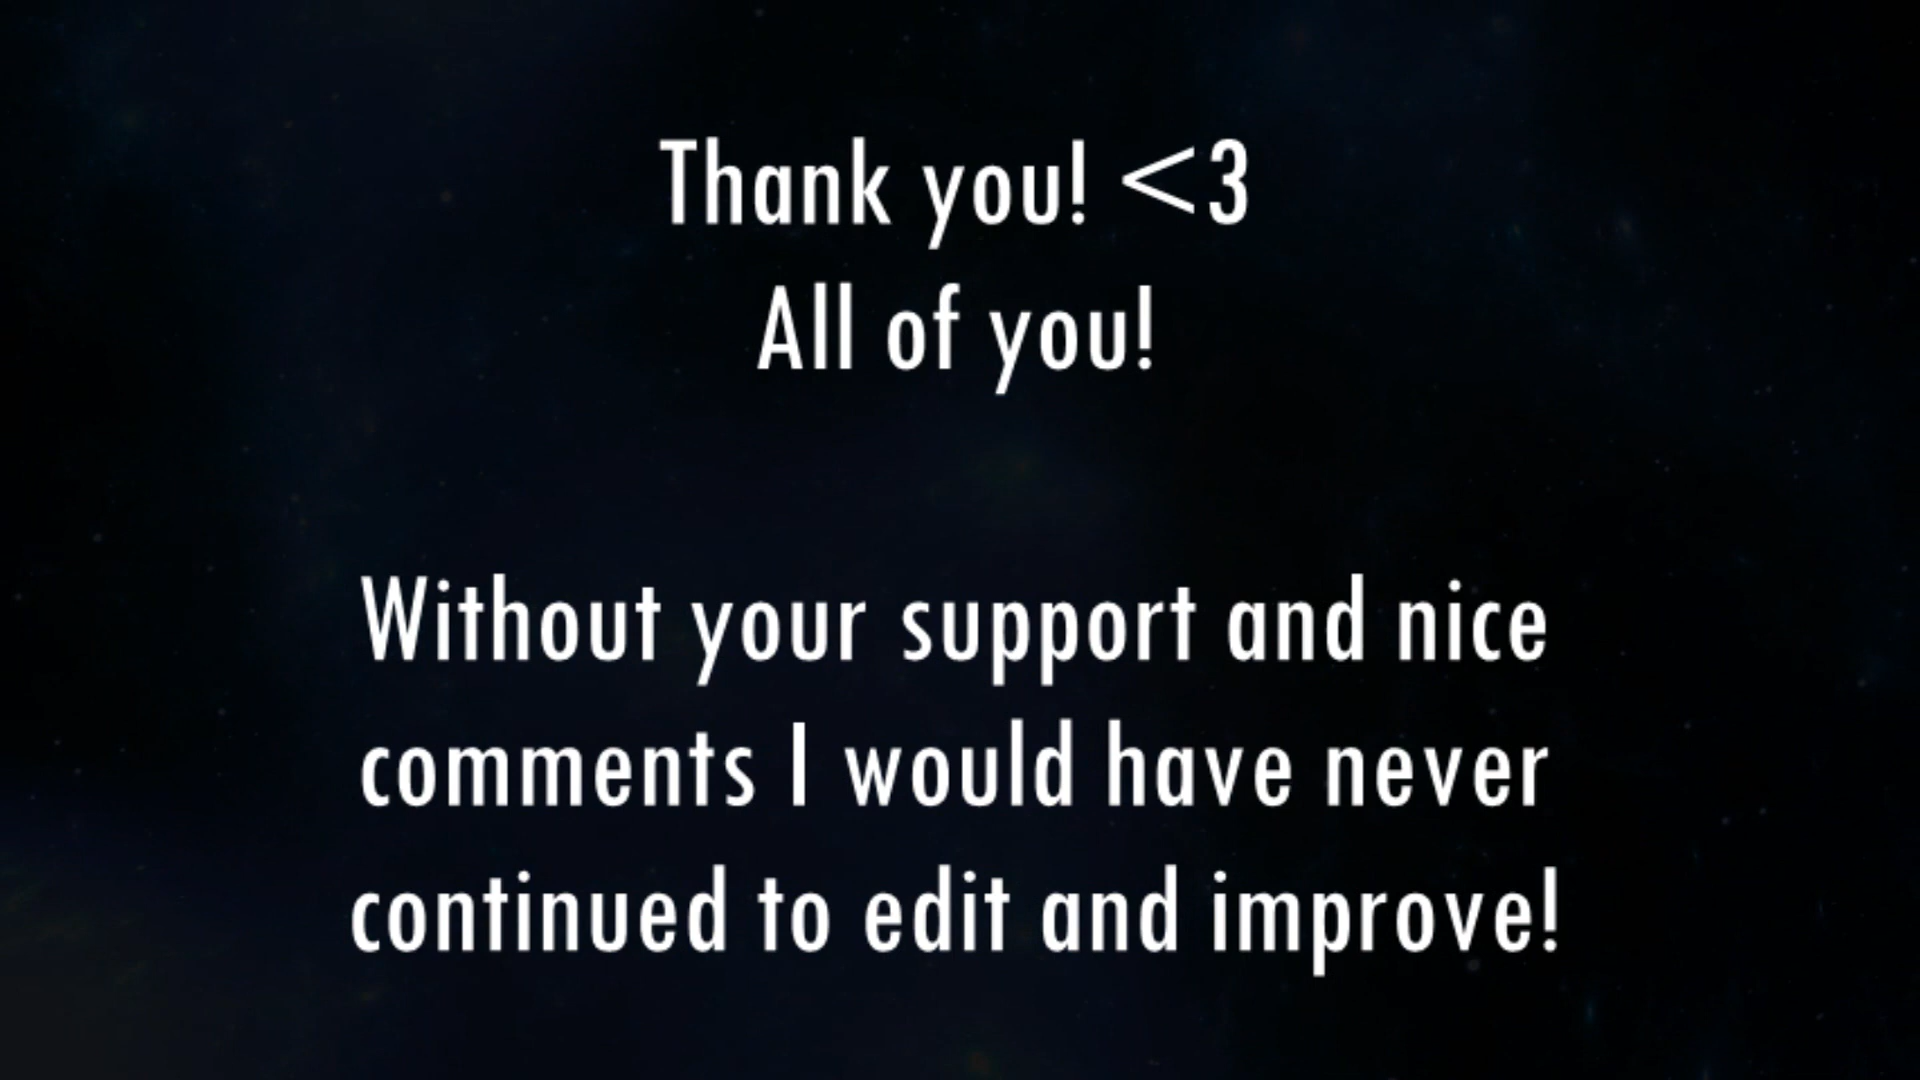 Thank you! <3
All of you!
Without your support and nice
comments I would have never
continued to edit and improve!